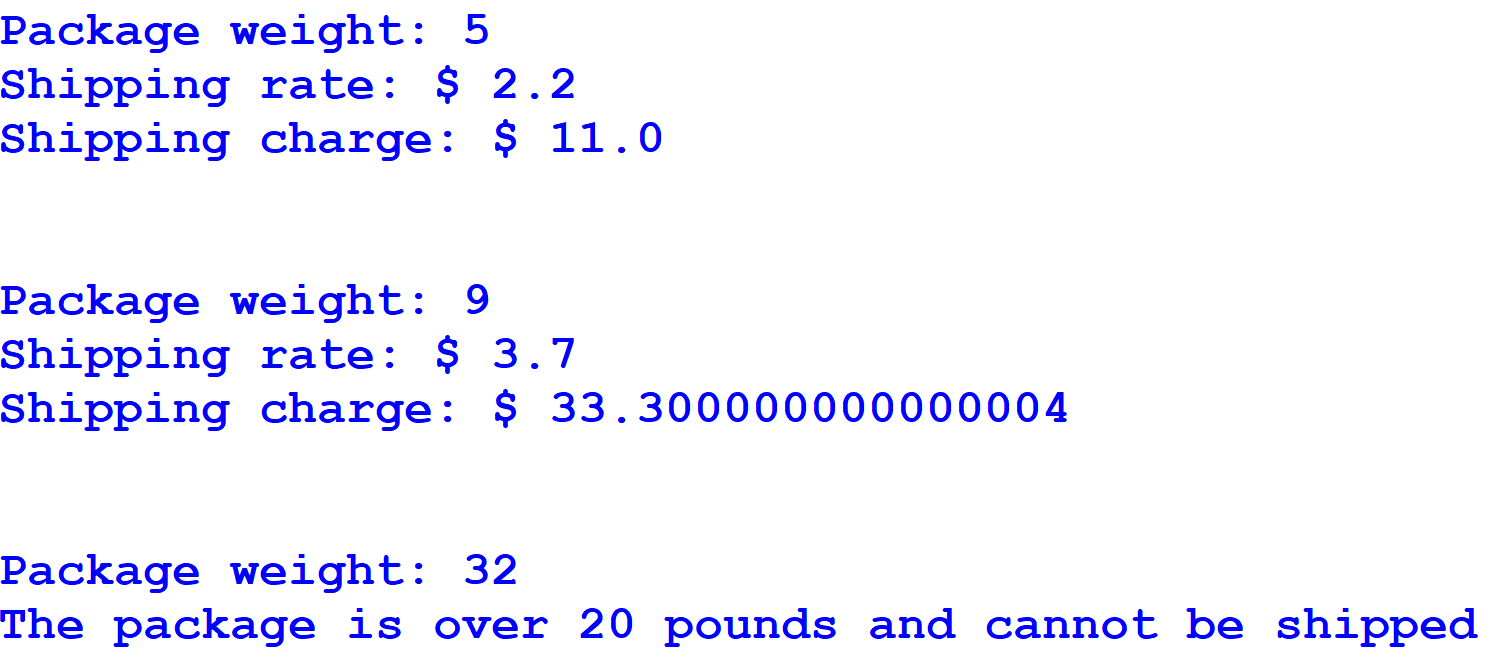 Package weight: 5
Shipping rate: $ 2.2
Shipping charge: $ 11.0
Package weight: 9
Shipping rate: $ 3.7
Shipping charge: $ 33.300000000000004
Package weight: 32
The package is over 20 pounds and cannot be shipped